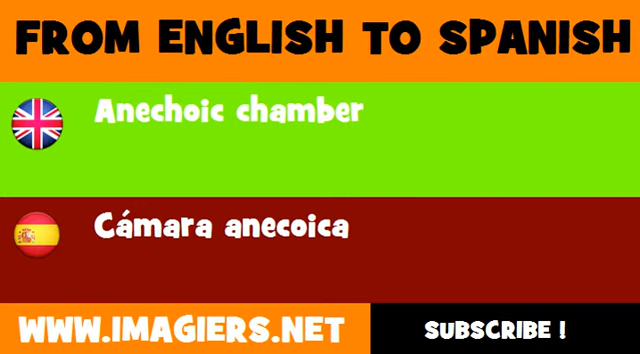 FROM ENGLISH TO SPANISH
Anechoic chamber
Cámara anecoica
WWW.IMAGIERS.NET
SUBSCRIBE !